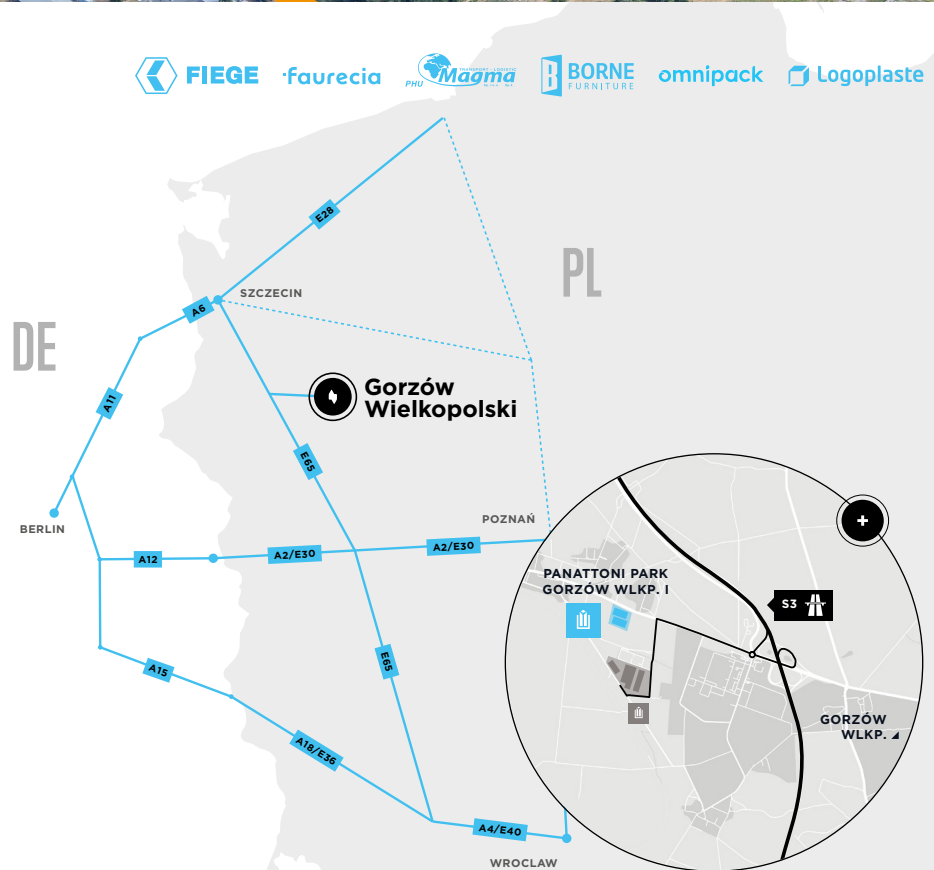 FIEGE
faurecia
PHU Magma
BORNE
FURNITURE
omnipack
Logoplaste
E28
PL
SZCZECIN
A6
DE
Gorzów
Wielkopolski
A11
E65
POZNAŃ
BERLIN
A12
A2/E30
A2/E30
PANATTONI PARK
GORZÓW WLKP. I
S3
E65
A15
GORZÓW
WLKP.
A18/E36
A4/E40
WROCLAW